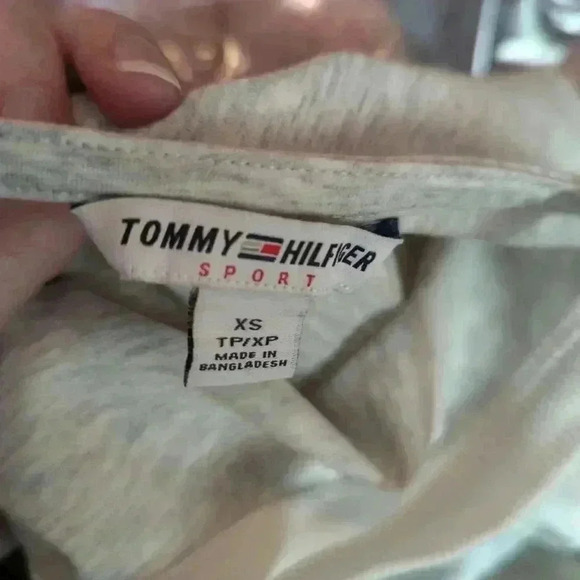 TOMMY HILFIGER
SPORT
XS
TP/XP
MADE IN
BANGLADESH